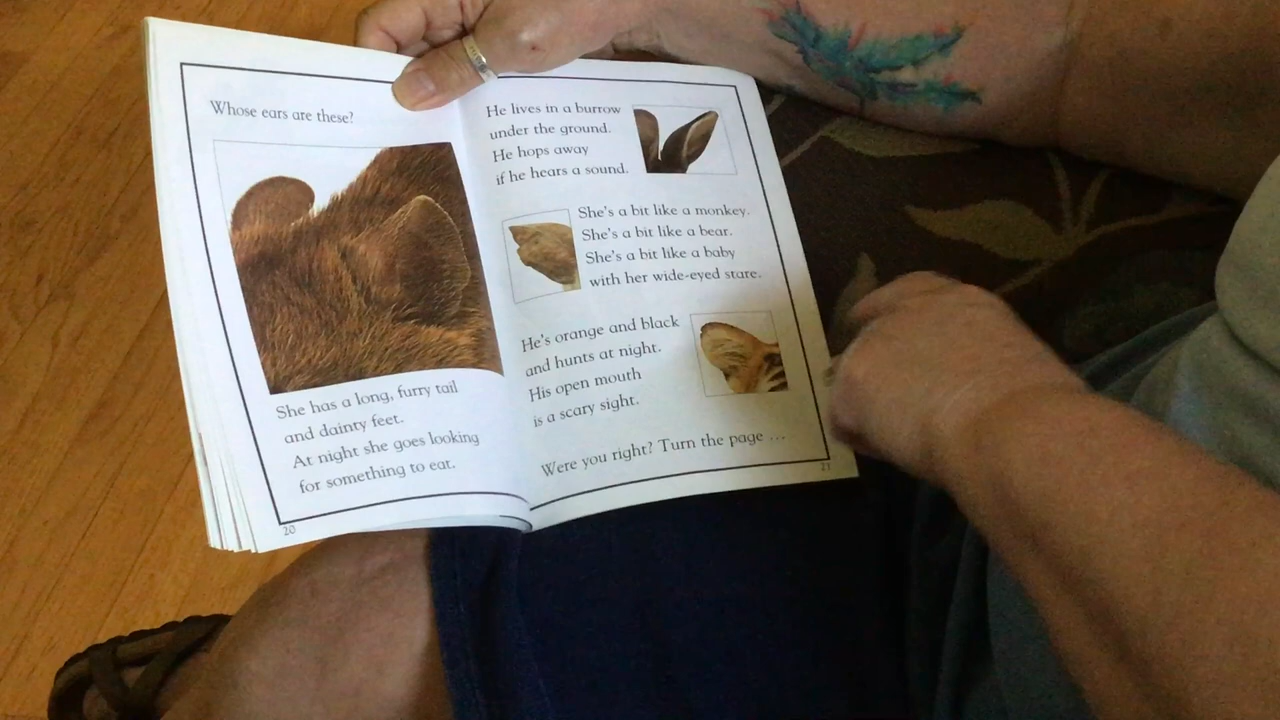 Whose ears are these?
She has a long, furry tail
and dainty feet.
At night she goes looking
for something to eat.
20
He lives in a burrow
under the ground.
He hops away
if he hears a sound.
She's a bit like a monkey.
She's a bit like a bear.
She's a bit like a baby
with her wide-eyed stare.
He's orange and black
and hunts at night.
His open mouth
is a scary sight.
Were you right? Turn the page ...
21